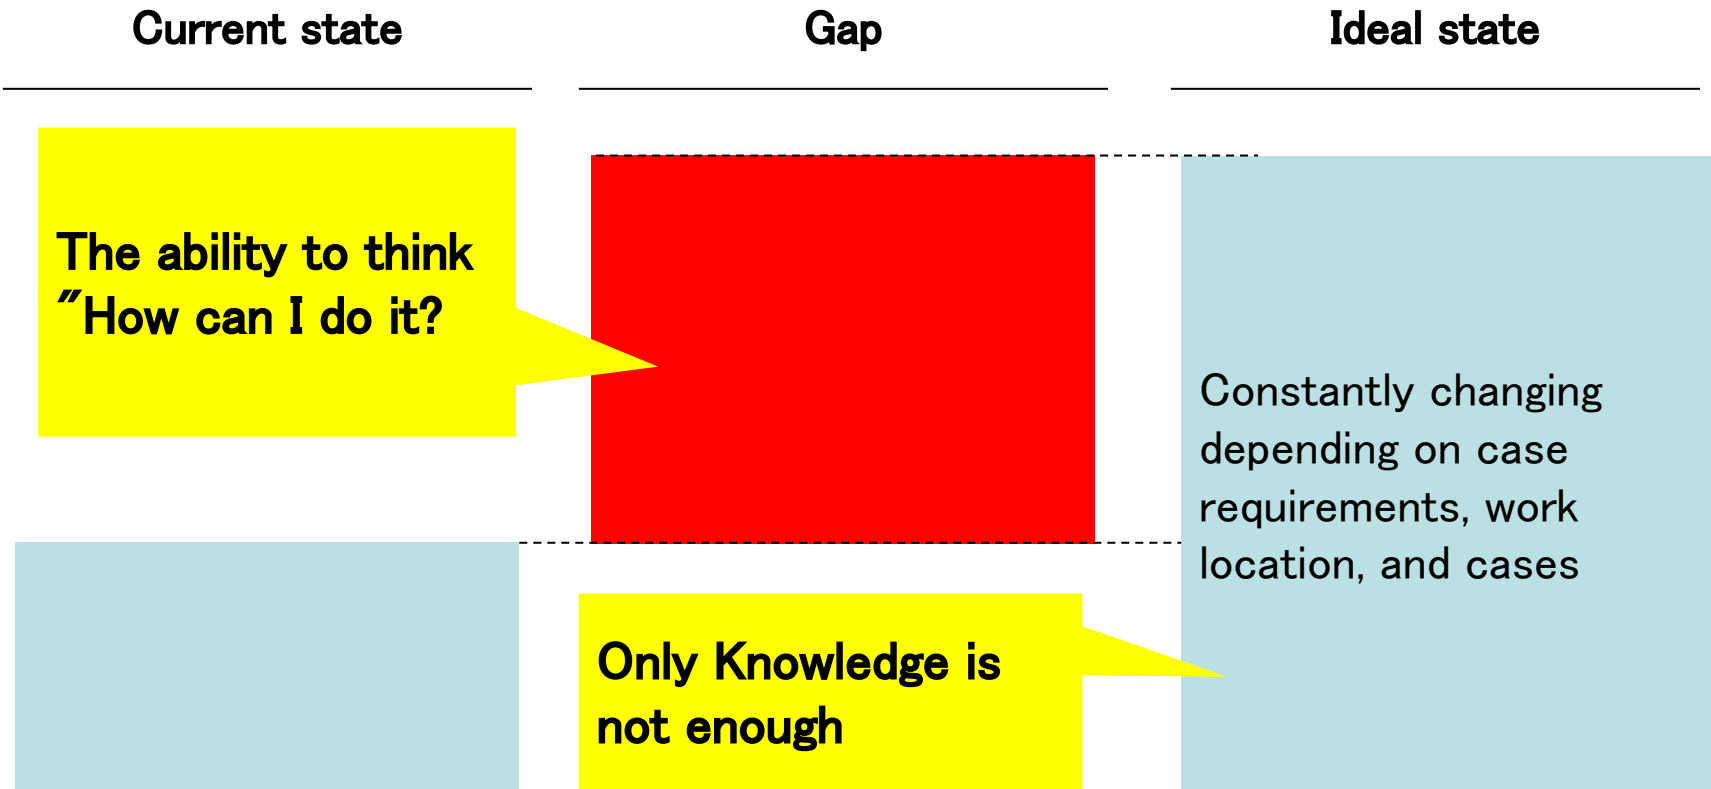 Current state
Gap
Ideal state
The ability to think
"How can I do it?
Constantly changing
depending on case
requirements, work
location, and cases
Only Knowledge is
not enough